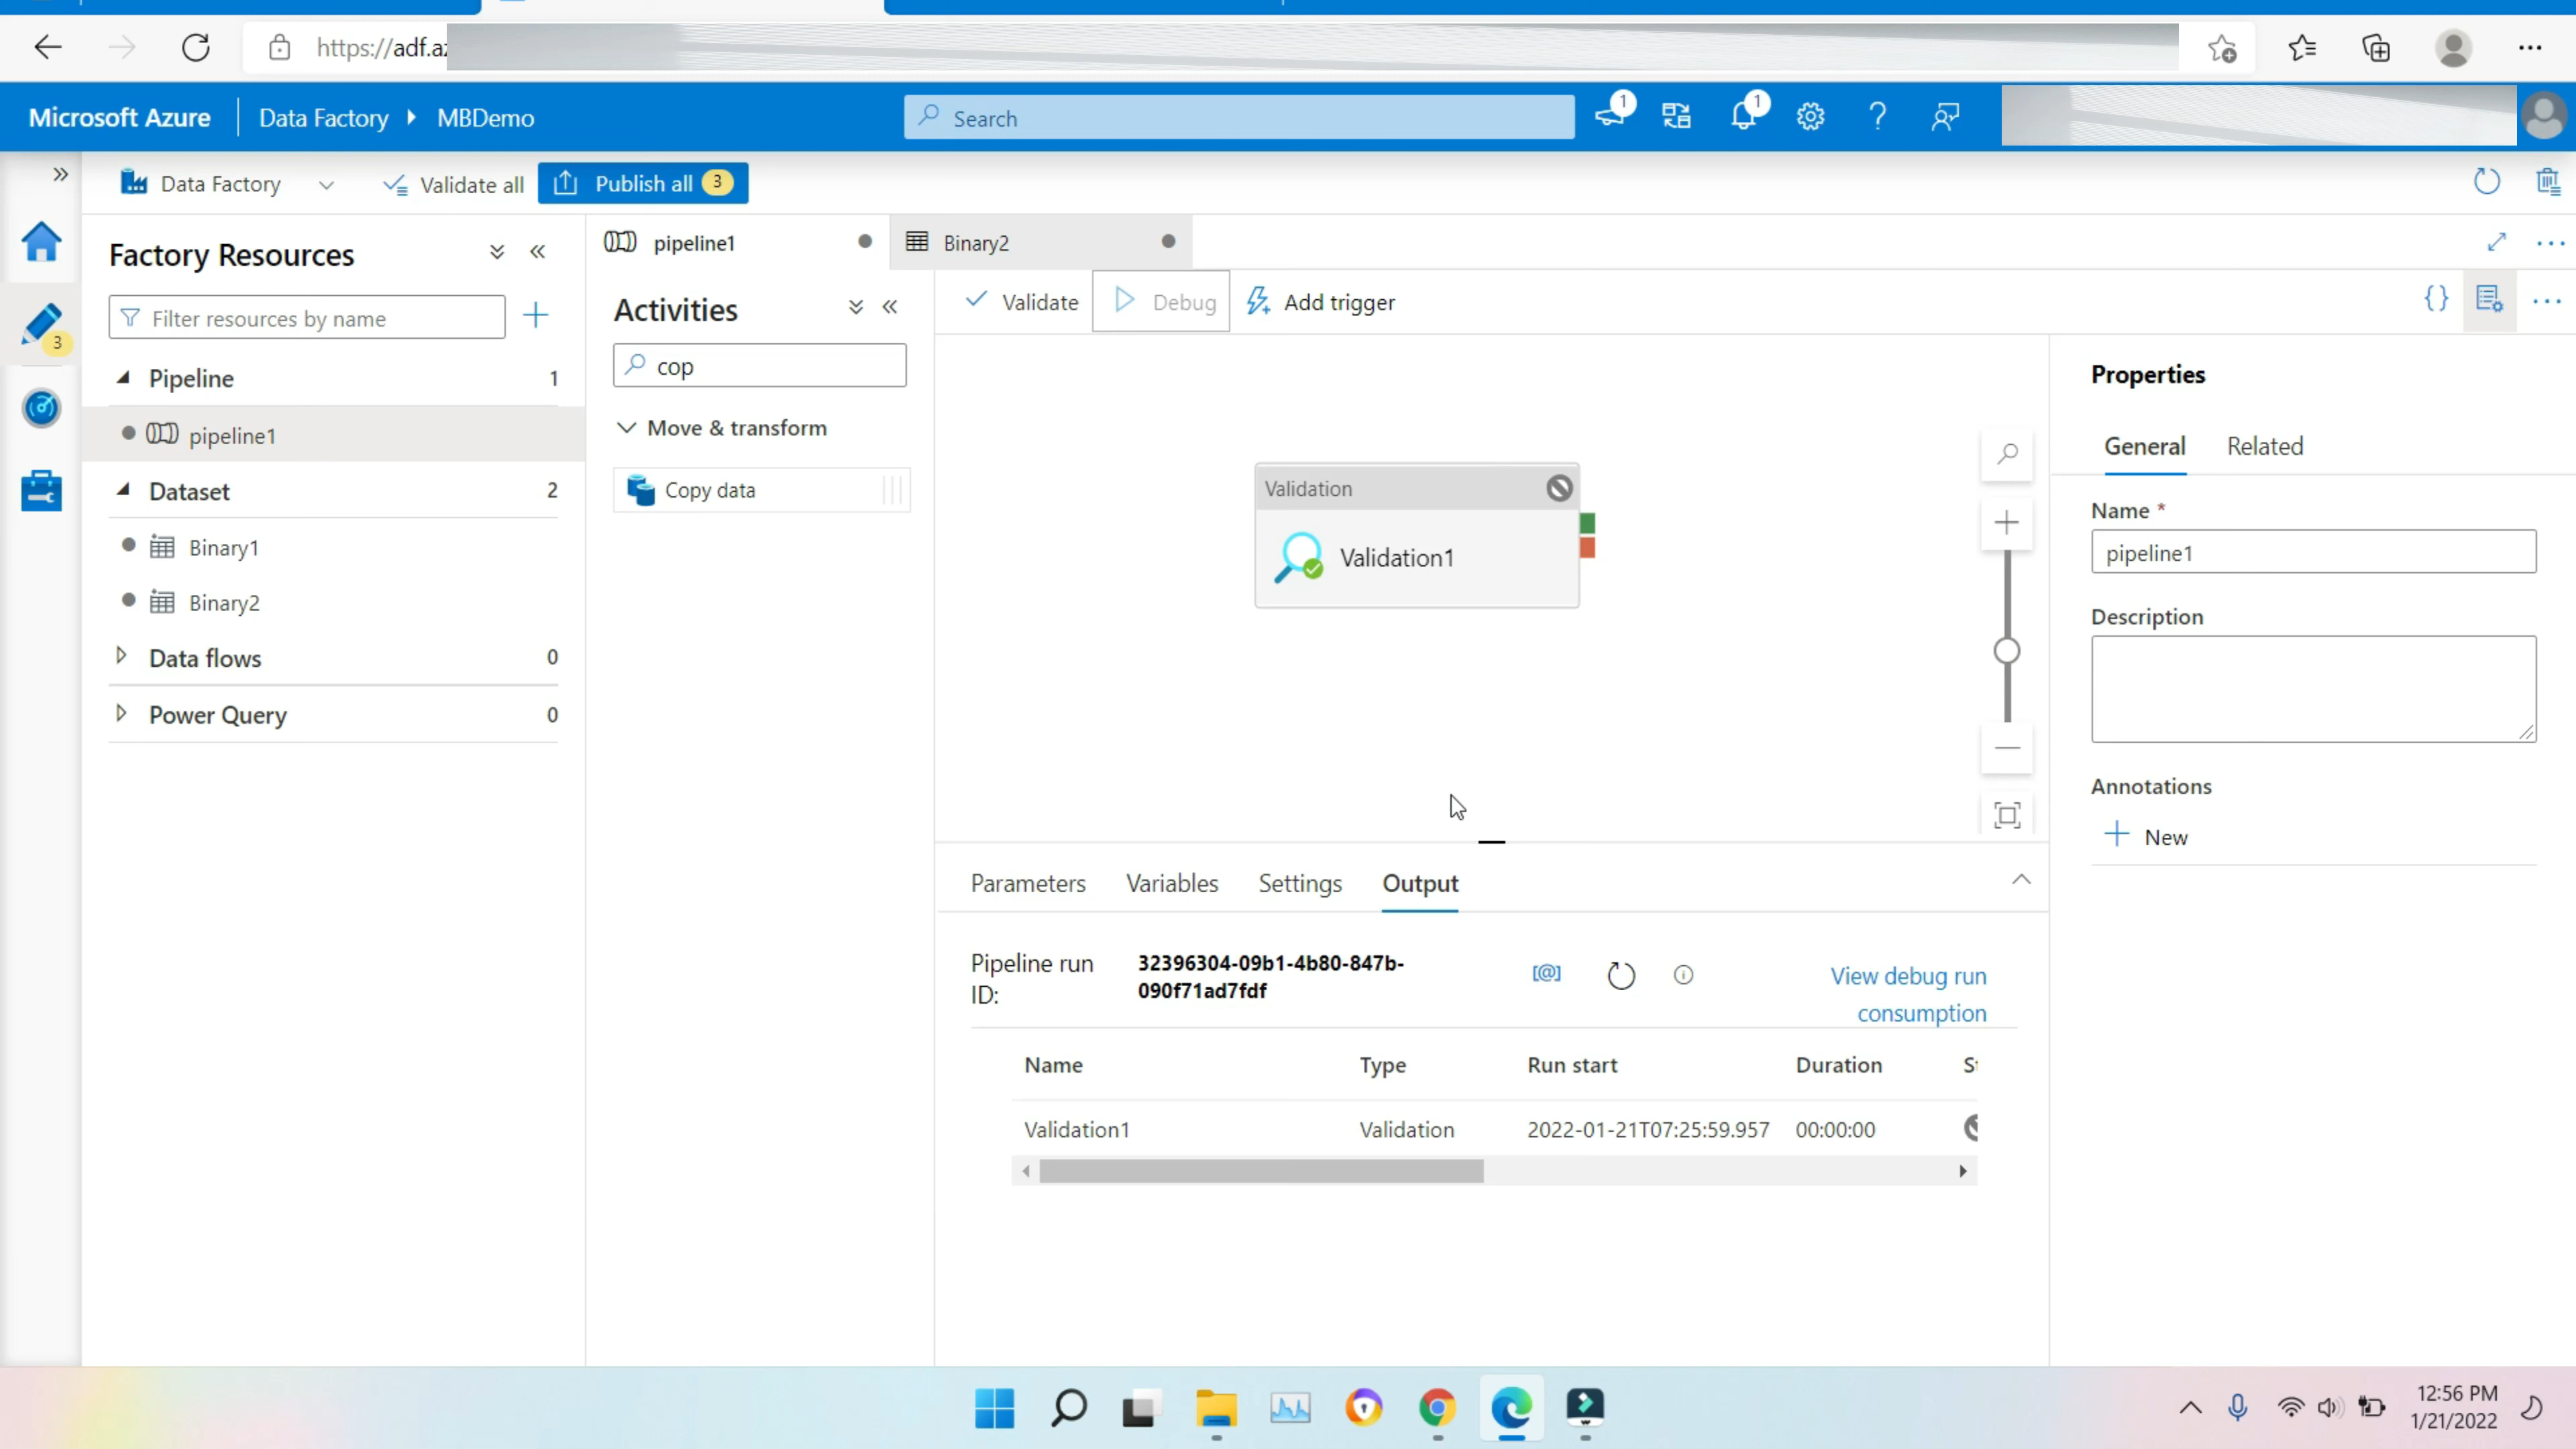 https://adf.az
Microsoft Azure
Data Factory
MBDemo
Search
1
1
Data Factory
Validate all
Publish all
3
Factory Resources
pipeline1
Binary2
Filter resources by name
Activities
Validate
Debug
Add trigger
3
cop
Pipeline
1
Properties
pipeline1
Move & transform
General
Related
Dataset
2
Copy data
Validation
Name *
Binary1
Validation1
pipeline1
Binary2
Description
Data flows
0
Power Query
0
Annotations
New
Parameters
Variables
Settings
Output
Pipeline run
ID:
32396304-09b1-4b80-847b-
090f71ad7fdf
[@]
View debug run
consumption
Name
Type
Run start
Duration
Validation1
Validation
2022-01-21T07:25:59.957
00:00:00
12:56 PM
1/21/2022